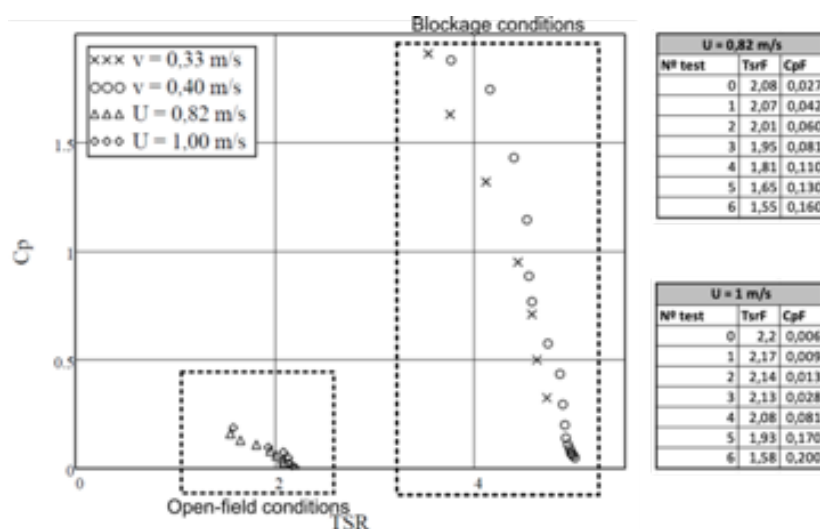 Blockage conditions
××× v = 0,33 m/s
○○○ v = 0,40 m/s
△△△ U = 0,82 m/s
◇◇◇ U = 1,00 m/s
1.5
1
0.5
0
Cp
0 2 4
Open-field conditions
TSR
U = 0,82 m/s
Nº test TsrF CpF
0 2,08 0,027
1 2,07 0,042
2 2,01 0,060
3 1,95 0,081
4 1,81 0,110
5 1,65 0,130
6 1,55 0,160
U = 1 m/s
Nº test TsrF CpF
0 2,2 0,006
1 2,17 0,009
2 2,14 0,013
3 2,13 0,028
4 2,08 0,081
5 1,93 0,170
6 1,58 0,200